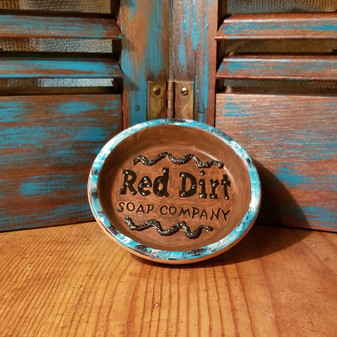 Red Dirt
SOAP COMPANY